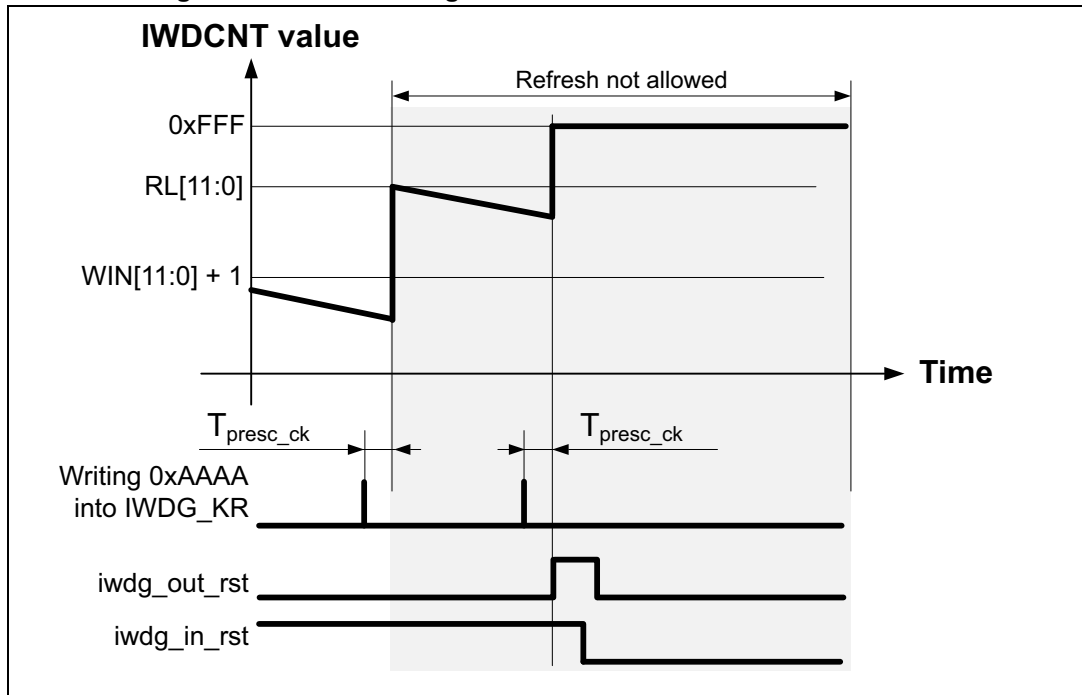 IWDCNT value
Refresh not allowed
0xFFF
RL[11:0]
WIN[11:0] + 1
Time
Tpresc_ck
Tpresc_ck
Writing 0xAAAA
into IWDG_KR
iwdg_out_rst
iwdg_in_rst